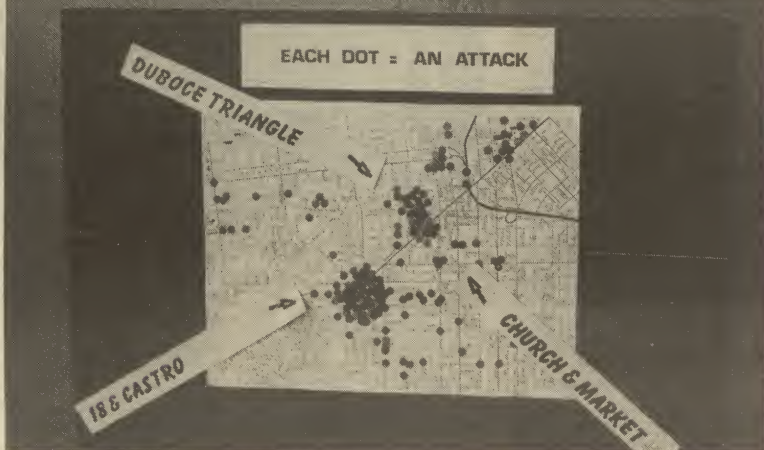 EACH DOT = AN ATTACK
DUBOCE TRIANGLE
18 & CASTRO
CHURCH & MARKET